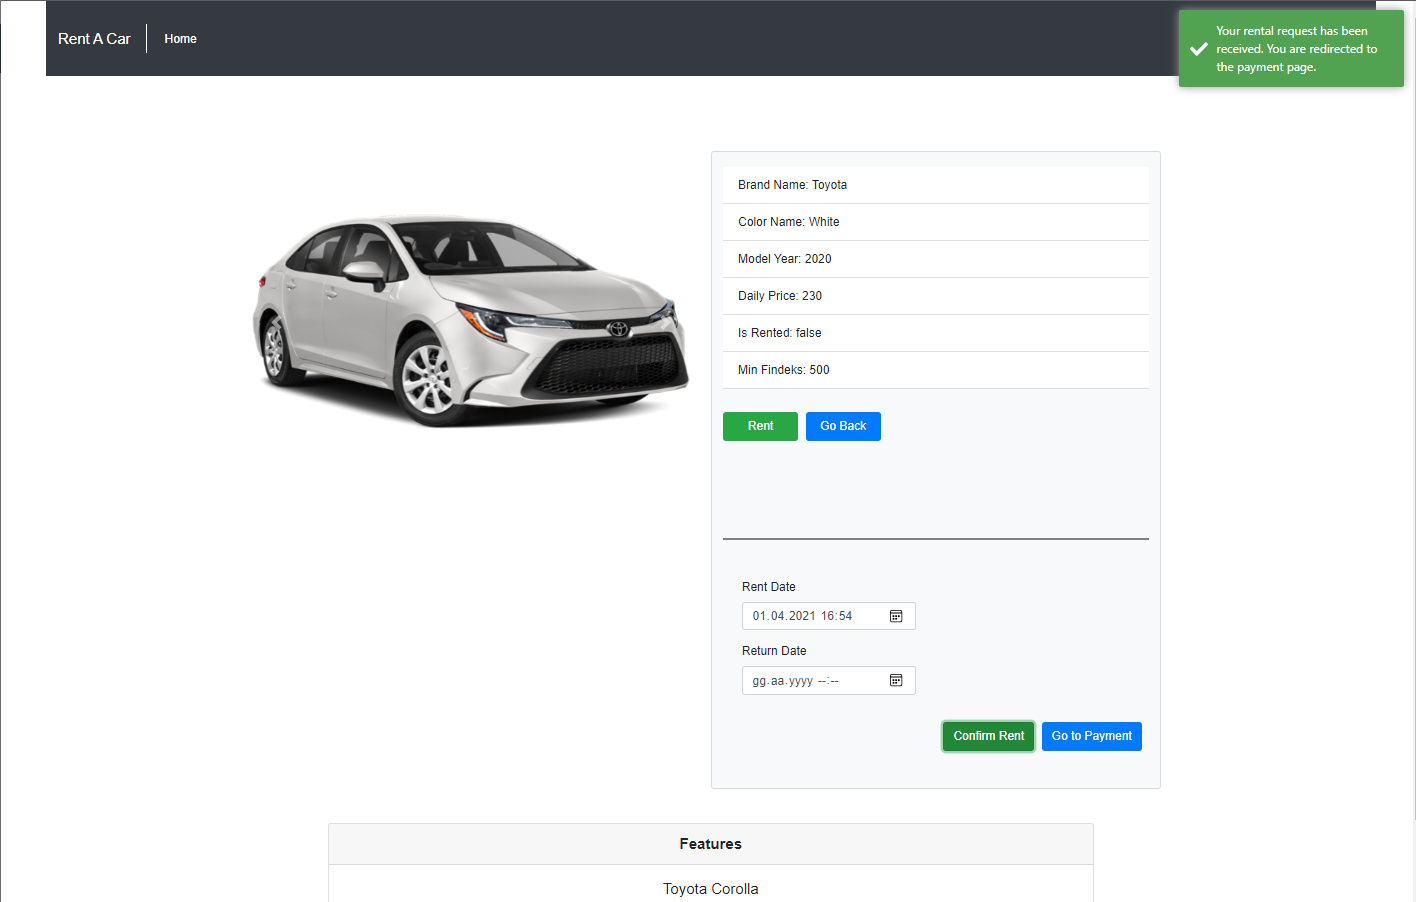 Rent A Car
Home
Your rental request has been
received. You are redirected to
the payment page.
Brand Name: Toyota
Color Name: White
Model Year: 2020
Daily Price: 230
Is Rented: false
Min Findeks: 500
Rent
Go Back
Rent Date
01.04.2021 16:54
Return Date
gg.aa.yyyy --:--
Confirm Rent
Go to Payment
Features
Toyota Corolla